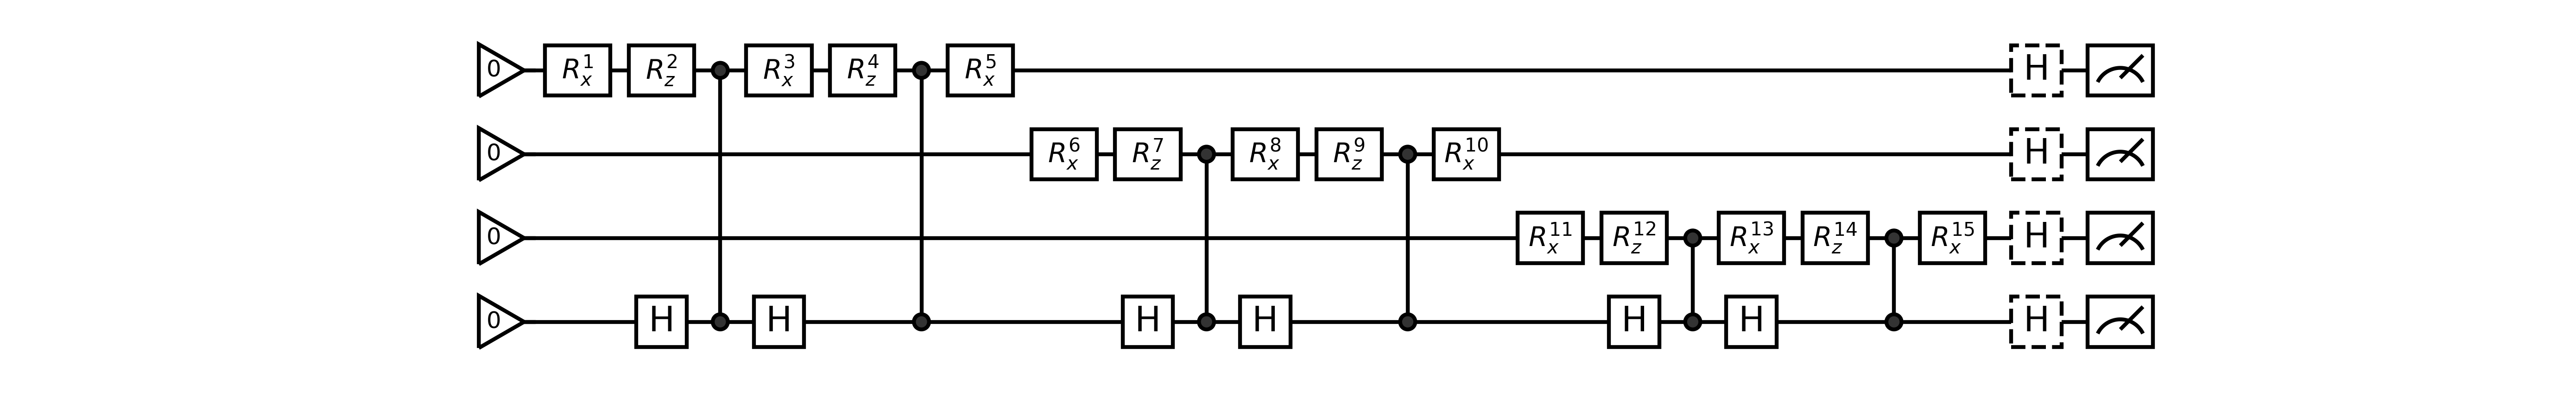 0 R_x^1 R_z^2 R_x^3 R_z^4 R_x^5 H
0 R_x^6 R_z^7 R_x^8 R_z^9 R_x^10 H
0 R_x^11 R_z^12 R_x^13 R_z^14 R_x^15 H
0 H H H H H H H